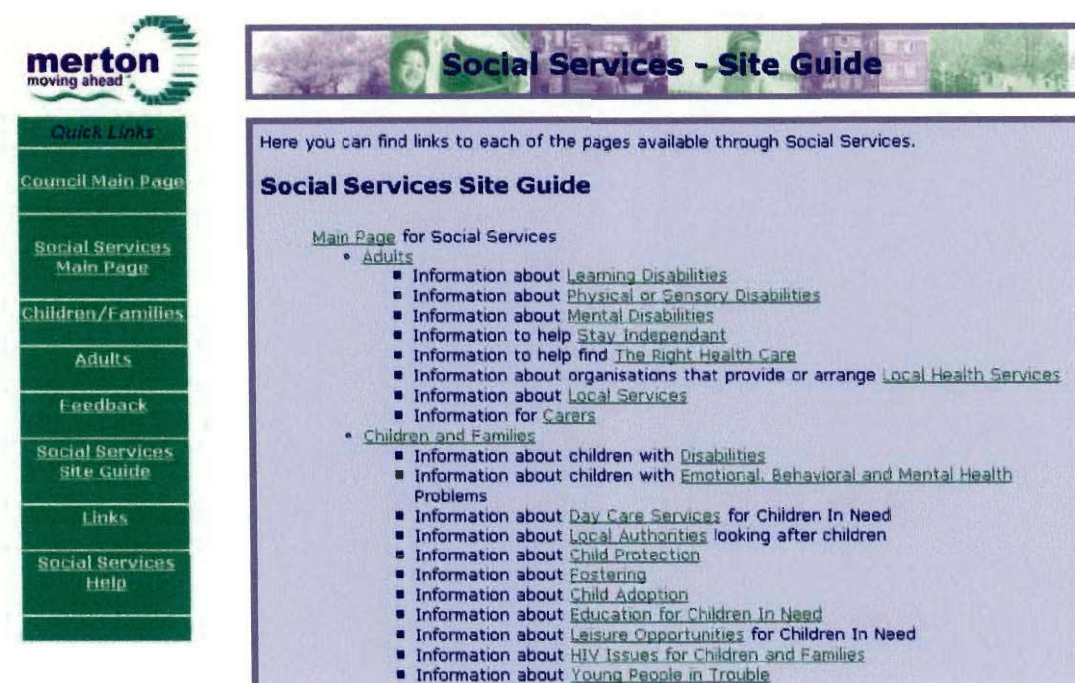 merton
moving ahead
Social Services - Site Guide
Quick Links
Council Main Page
Social Services
Main Page
Children/Families
Adults
Feedback
Social Services
Site Guide
Links
Social Services
Help
Here you can find links to each of the pages available through Social Services.
Social Services Site Guide
Main Page for Social Services
• Adults
■ Information about Learning Disabilities
■ Information about Physical or Sensory Disabilities
■ Information about Mental Disabilities
■ Information to help Stay Independant
■ Information to help find The Right Health Care
■ Information about organisations that provide or arrange Local Health Services
■ Information about Local Services
■ Information for Carers
• Children and Families
■ Information about children with Disabilities
■ Information about children with Emotional, Behavioral and Mental Health
Problems
■ Information about Day Care Services for Children In Need
■ Information about Local Authorities looking after children
■ Information about Child Protection
■ Information about Fostering
■ Information about Child Adoption
■ Information about Education for Children In Need
■ Information about Leisure Opportunities for Children In Need
■ Information about HIV Issues for Children and Families
■ Information about Young People in Trouble